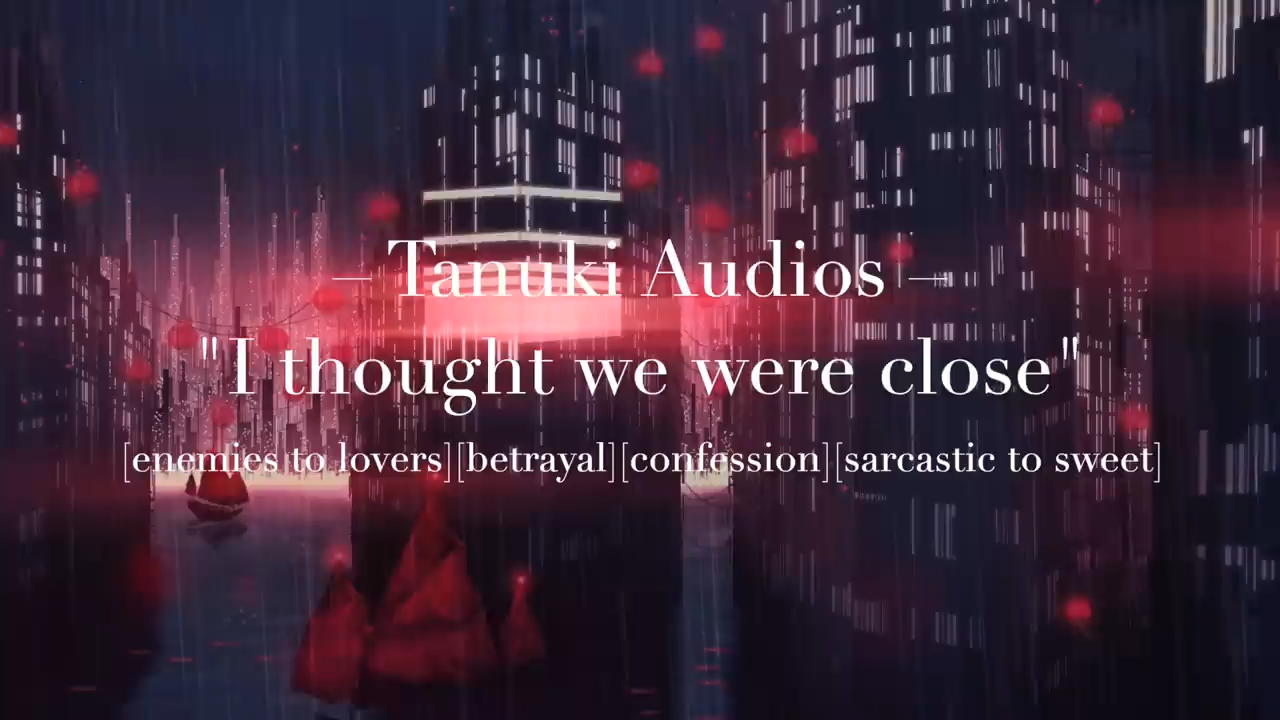 – Tanuki Audios –
"I thought we were close"
[enemies to lovers][betrayal][confession][sarcastic to sweet]